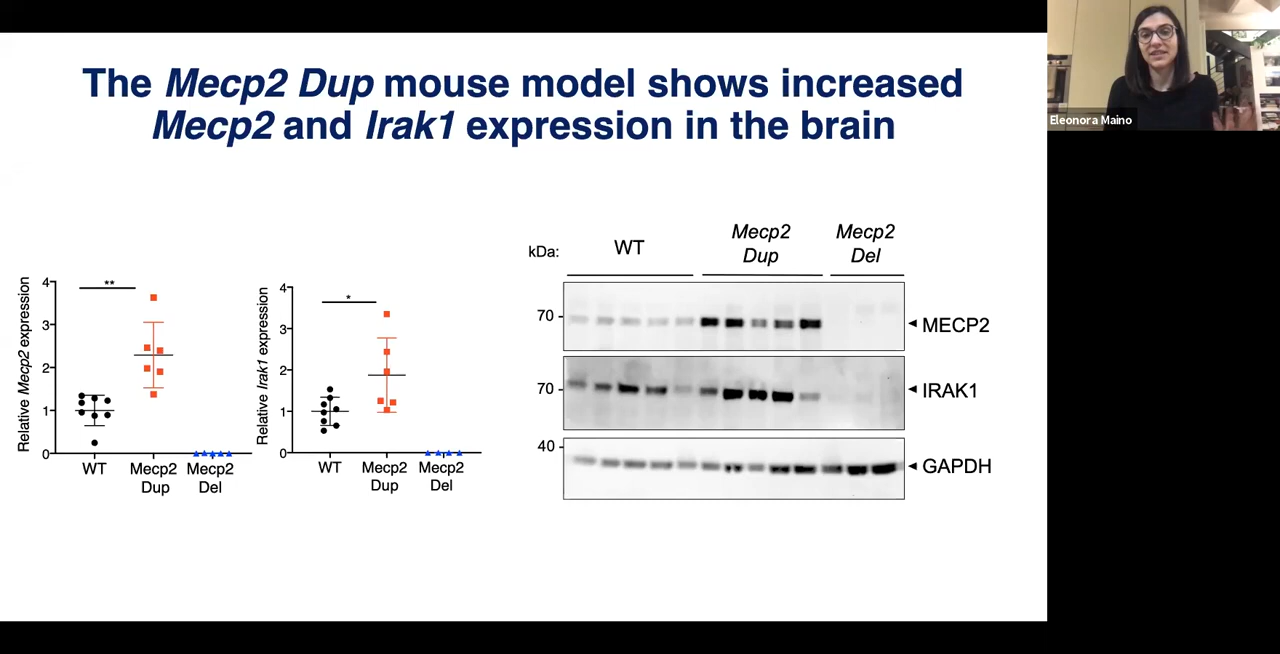 The Mecp2 Dup mouse model shows increased
Mecp2 and Irak1 expression in the brain
Eleonora Maino
Relative Mecp2 expression
4
3
2
1
0
**
WT
Mecp2
Dup
Mecp2
Del
Relative Irak1 expression
4
3
2
1
0
*
WT
Mecp2
Dup
Mecp2
Del
kDa:
WT
Mecp2
Dup
Mecp2
Del
70
MECP2
70
IRAK1
40
GAPDH